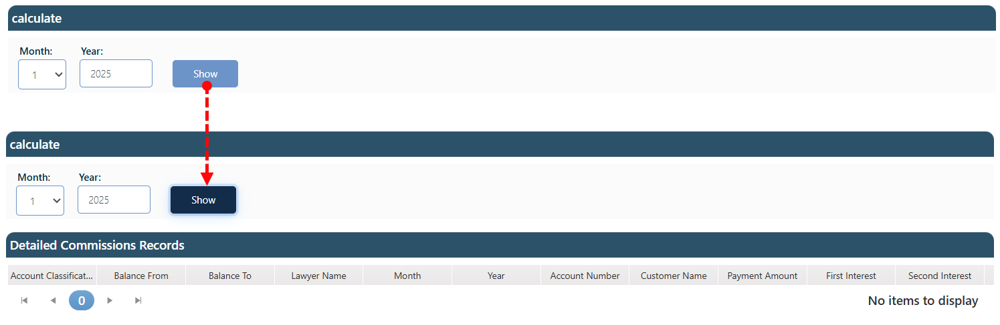 calculate
Month: Year:
1 2025 Show
calculate
Month: Year:
1 2025 Show
Detailed Commissions Records
Account Classificat... Balance From Balance To Lawyer Name Month Year Account Number Customer Name Payment Amount First Interest Second Interest
0 No items to display